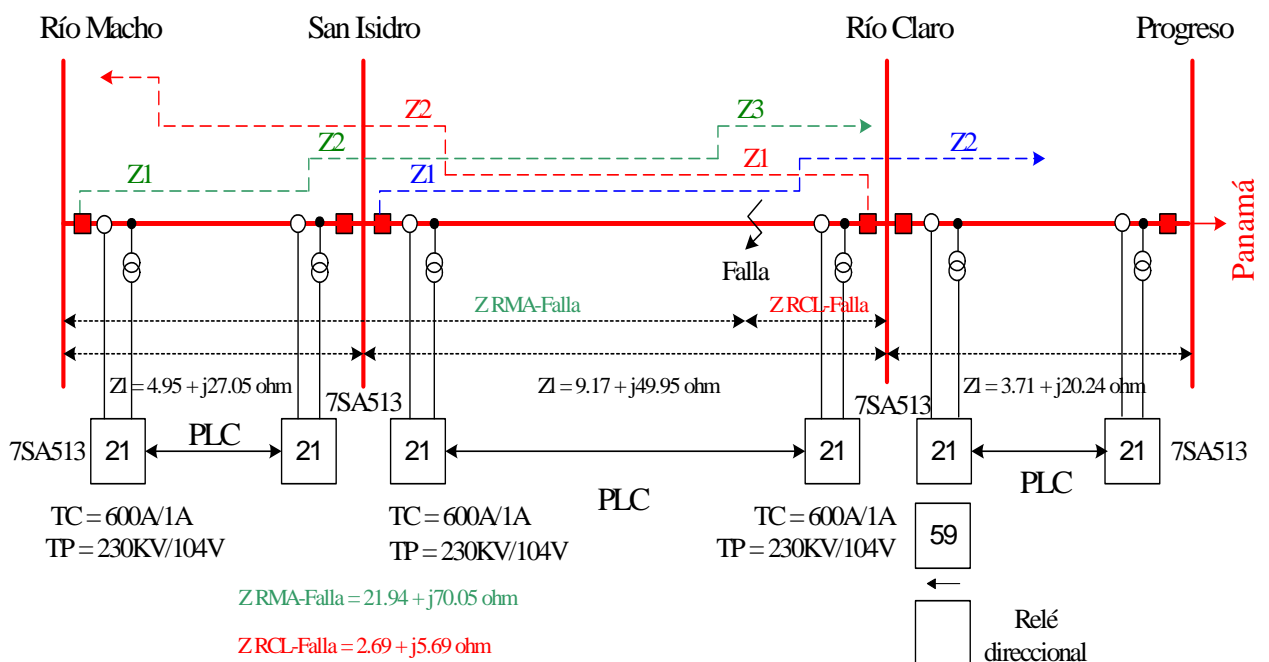 Río Macho
San Isidro
Río Claro
Progreso
Z2
Z3
Z2
Z2
Z1
Z1
Z1
Panamá
Falla
Z RMA-Falla
Z RCL-Falla
Z1 = 4.95 + j27.05 ohm
Z1 = 9.17 + j49.95 ohm
Z1 = 3.71 + j20.24 ohm
7SA513
7SA513
7SA513
21
PLC
21
21
PLC
21
21
PLC
21
7SA513
TC = 600A/1A
TP = 230KV/104V
TC = 600A/1A
TP = 230KV/104V
TC = 600A/1A
TP = 230KV/104V
59
Z RMA-Falla = 21.94 + j70.05 ohm
Z RCL-Falla = 2.69 + j5.69 ohm
Relé
direccional